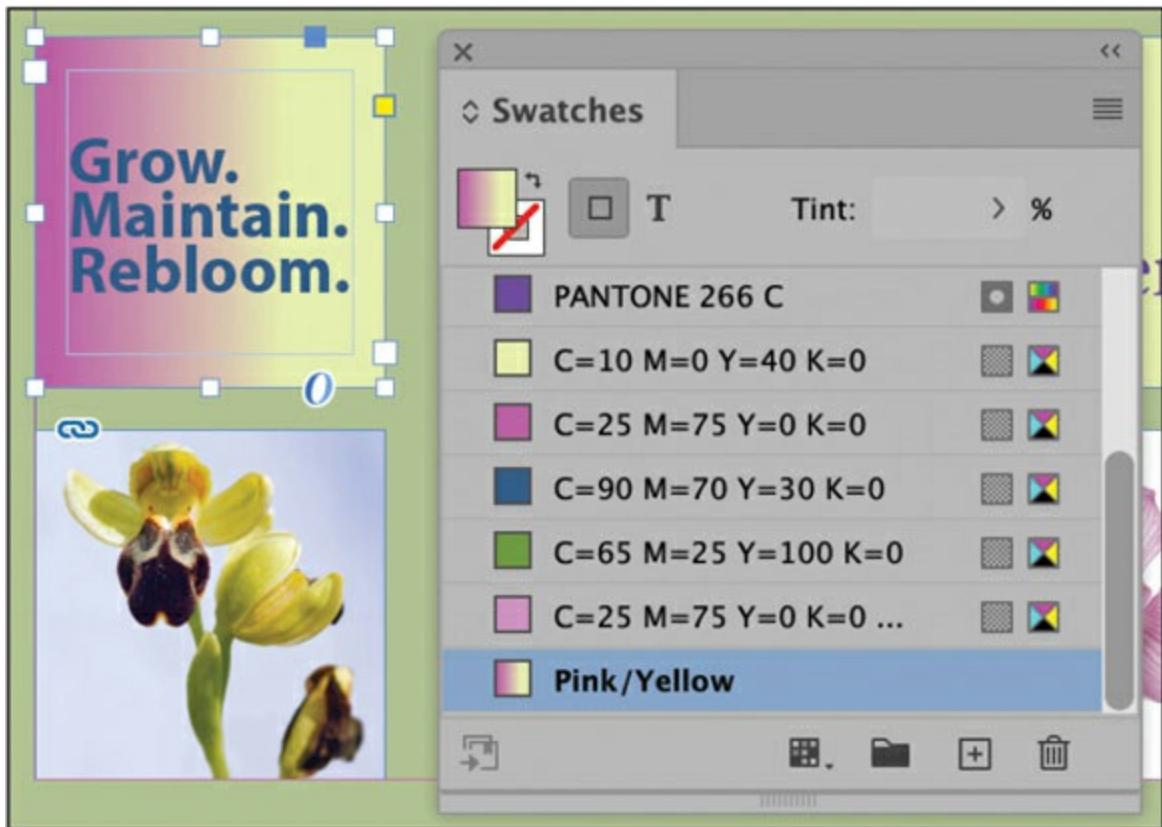 Grow.
Maintain.
Rebloom.
Swatches
T
Tint:
%
PANTONE 266 C
C=10 M=0 Y=40 K=0
C=25 M=75 Y=0 K=0
C=90 M=70 Y=30 K=0
C=65 M=25 Y=100 K=0
C=25 M=75 Y=0 K=0 ...
Pink/Yellow